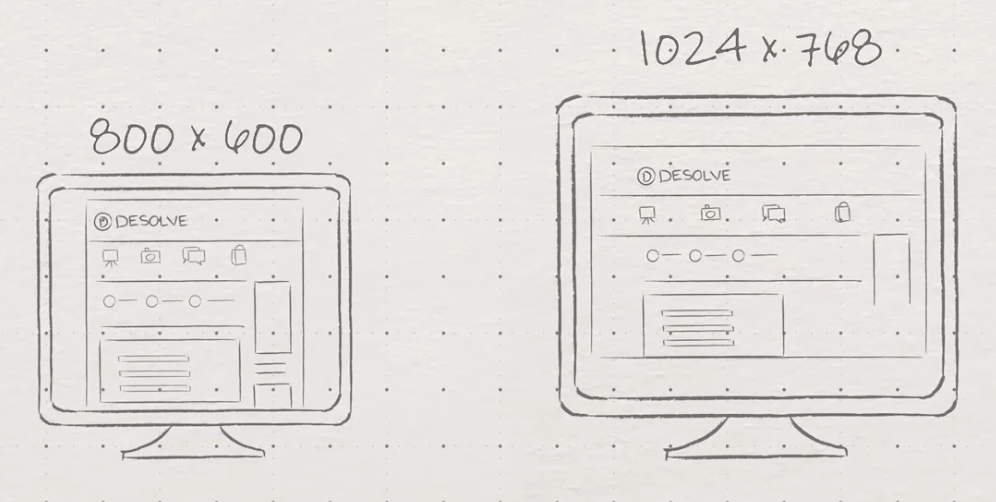 800 x 600
Ⓓ DESOLVE
1024 x 768
Ⓓ DESOLVE